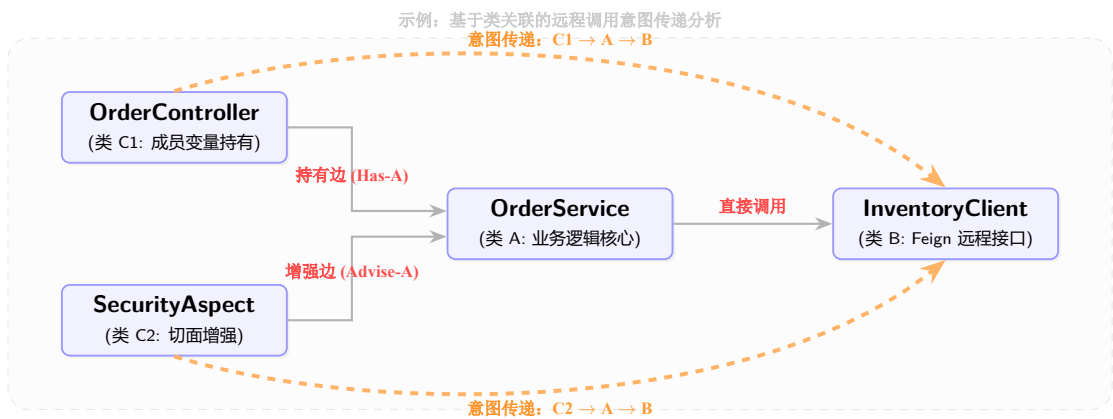 示例：基于类关联的远程调用意图传递分析
意图传递：C1 → A → B
OrderController
(类 C1: 成员变量持有)
持有边 (Has-A)
OrderService
(类 A: 业务逻辑核心)
直接调用
InventoryClient
(类 B: Feign 远程接口)
增强边 (Advise-A)
SecurityAspect
(类 C2: 切面增强)
意图传递：C2 → A → B